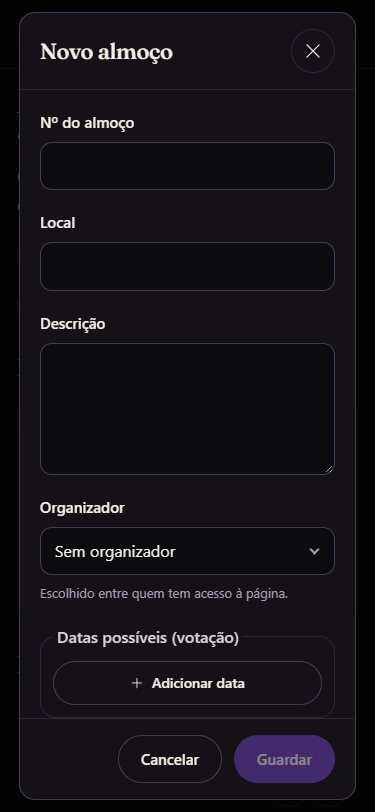 Novo almoço
Nº do almoço
Local
Descrição
Organizador
Sem organizador
Escolhido entre quem tem acesso à página.
Datas possíveis (votação)
+ Adicionar data
Cancelar
Guardar